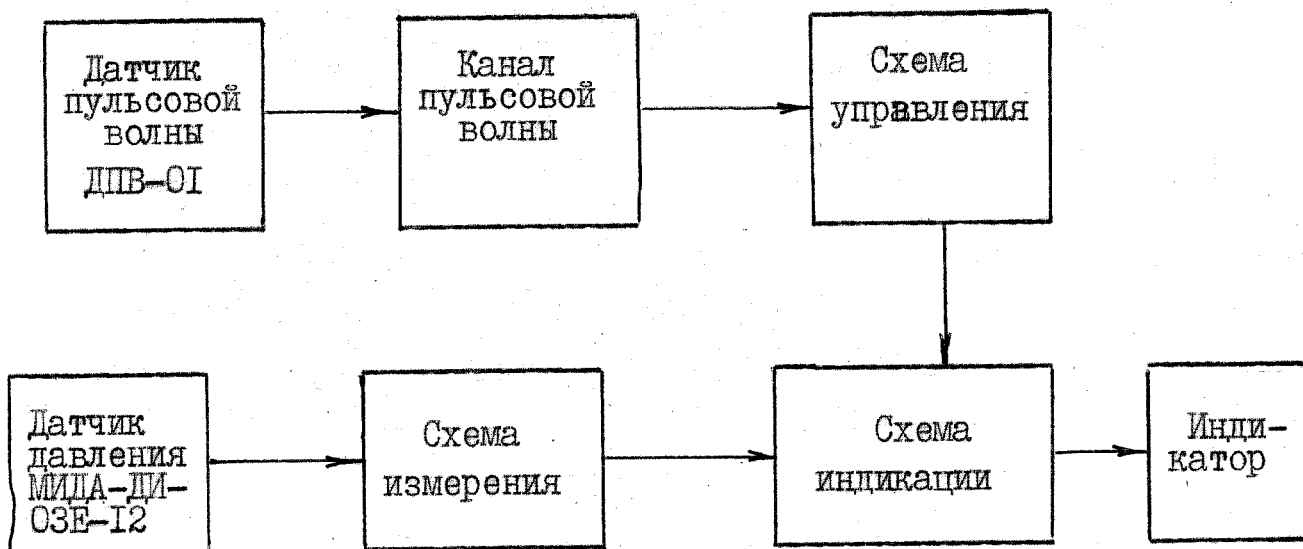 Датчик
пульсовой
волны
ДПВ-01
Канал
пульсовой
волны
Схема
управления
Датчик
давления
МИДА-ДИ-
ОЗЕ-12
Схема
измерения
Схема
индикации
Инди-
катор